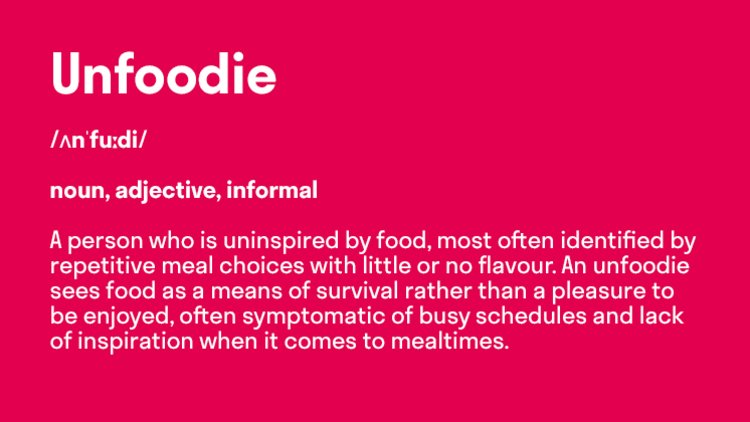 Unfoodie
/ʌnˈfuːdi/
noun, adjective, informal
A person who is uninspired by food, most often identified by
repetitive meal choices with little or no flavour. An unfoodie
sees food as a means of survival rather than a pleasure to
be enjoyed, often symptomatic of busy schedules and lack
of inspiration when it comes to mealtimes.